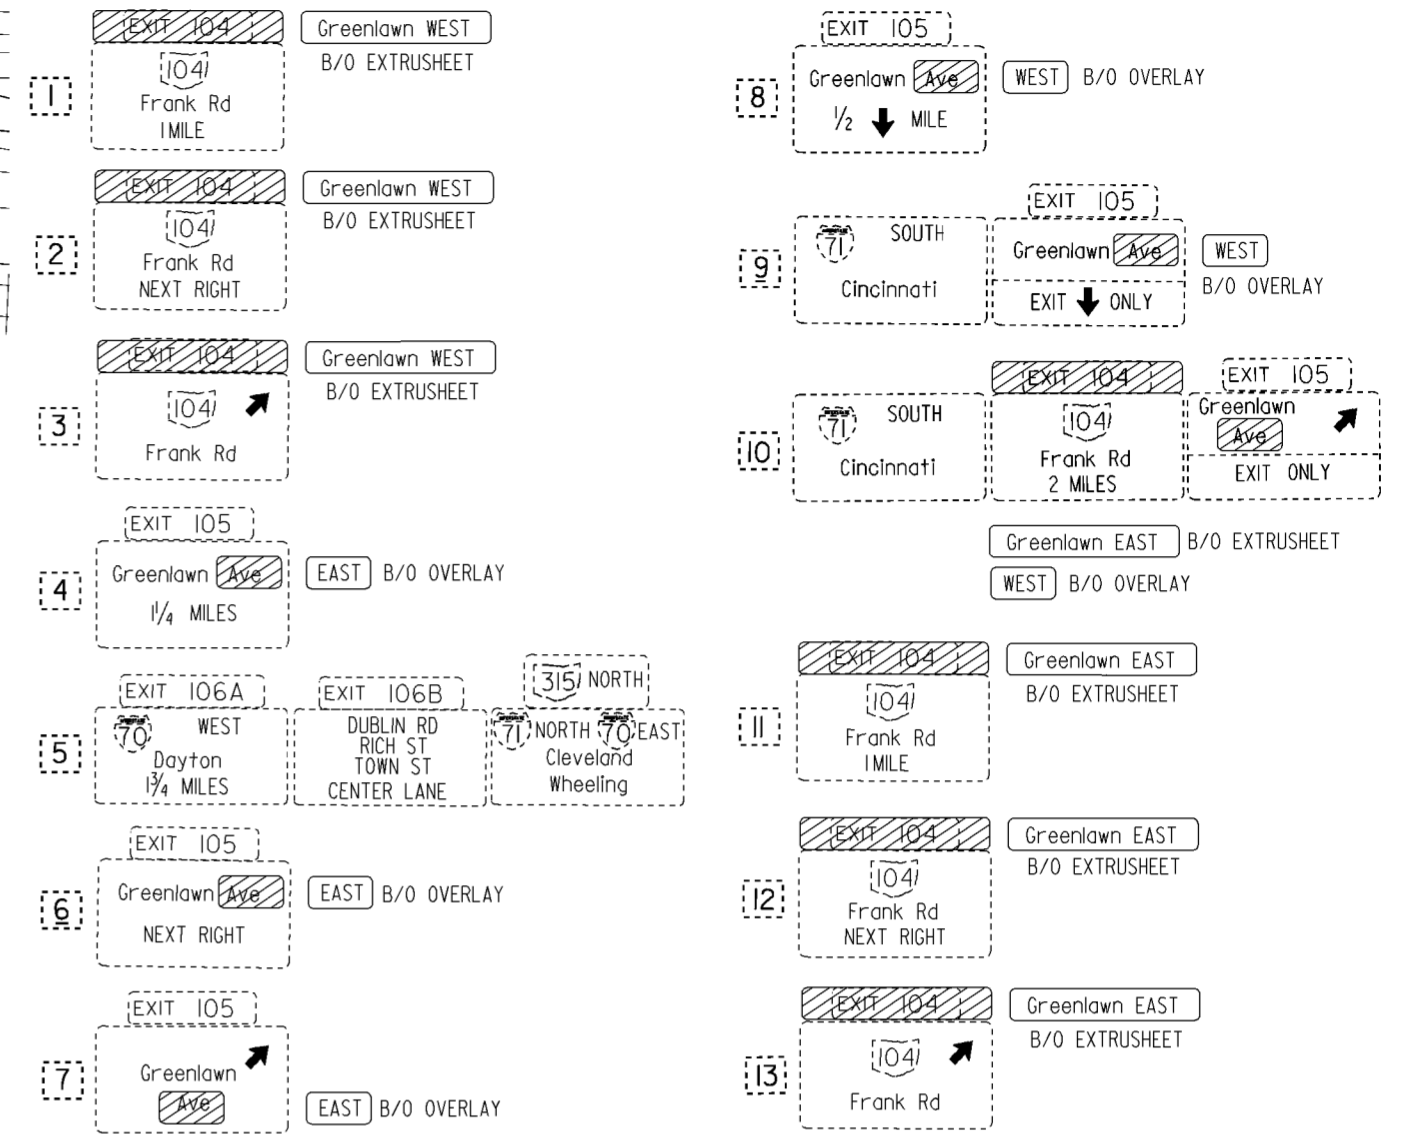 1
EXIT 104
Greenlawn WEST
B/O EXTRUSHEET
104
Frank Rd
1 MILE
2
EXIT 104
Greenlawn WEST
B/O EXTRUSHEET
104
Frank Rd
NEXT RIGHT
3
EXIT 104
Greenlawn WEST
B/O EXTRUSHEET
104
Frank Rd
4
EXIT 105
Greenlawn Ave
EAST B/O OVERLAY
1 1/4 MILES
5
EXIT 106A
70 WEST
Dayton
1 3/4 MILES
EXIT 106B
DUBLIN RD
RICH ST
TOWN ST
CENTER LANE
315 NORTH
71 NORTH 70 EAST
Cleveland
Wheeling
6
EXIT 105
Greenlawn Ave
EAST B/O OVERLAY
NEXT RIGHT
7
EXIT 105
Greenlawn
Ave
EAST B/O OVERLAY
8
EXIT 105
Greenlawn Ave
WEST B/O OVERLAY
1/2 MILE
9
71 SOUTH
Cincinnati
EXIT 105
Greenlawn Ave
WEST
B/O OVERLAY
EXIT ONLY
10
71 SOUTH
Cincinnati
EXIT 104
104
Frank Rd
2 MILES
EXIT 105
Greenlawn
Ave
EXIT ONLY
Greenlawn EAST B/O EXTRUSHEET
WEST B/O OVERLAY
11
EXIT 104
Greenlawn EAST
B/O EXTRUSHEET
104
Frank Rd
1 MILE
12
EXIT 104
Greenlawn EAST
B/O EXTRUSHEET
104
Frank Rd
NEXT RIGHT
13
EXIT 104
Greenlawn EAST
B/O EXTRUSHEET
104
Frank Rd